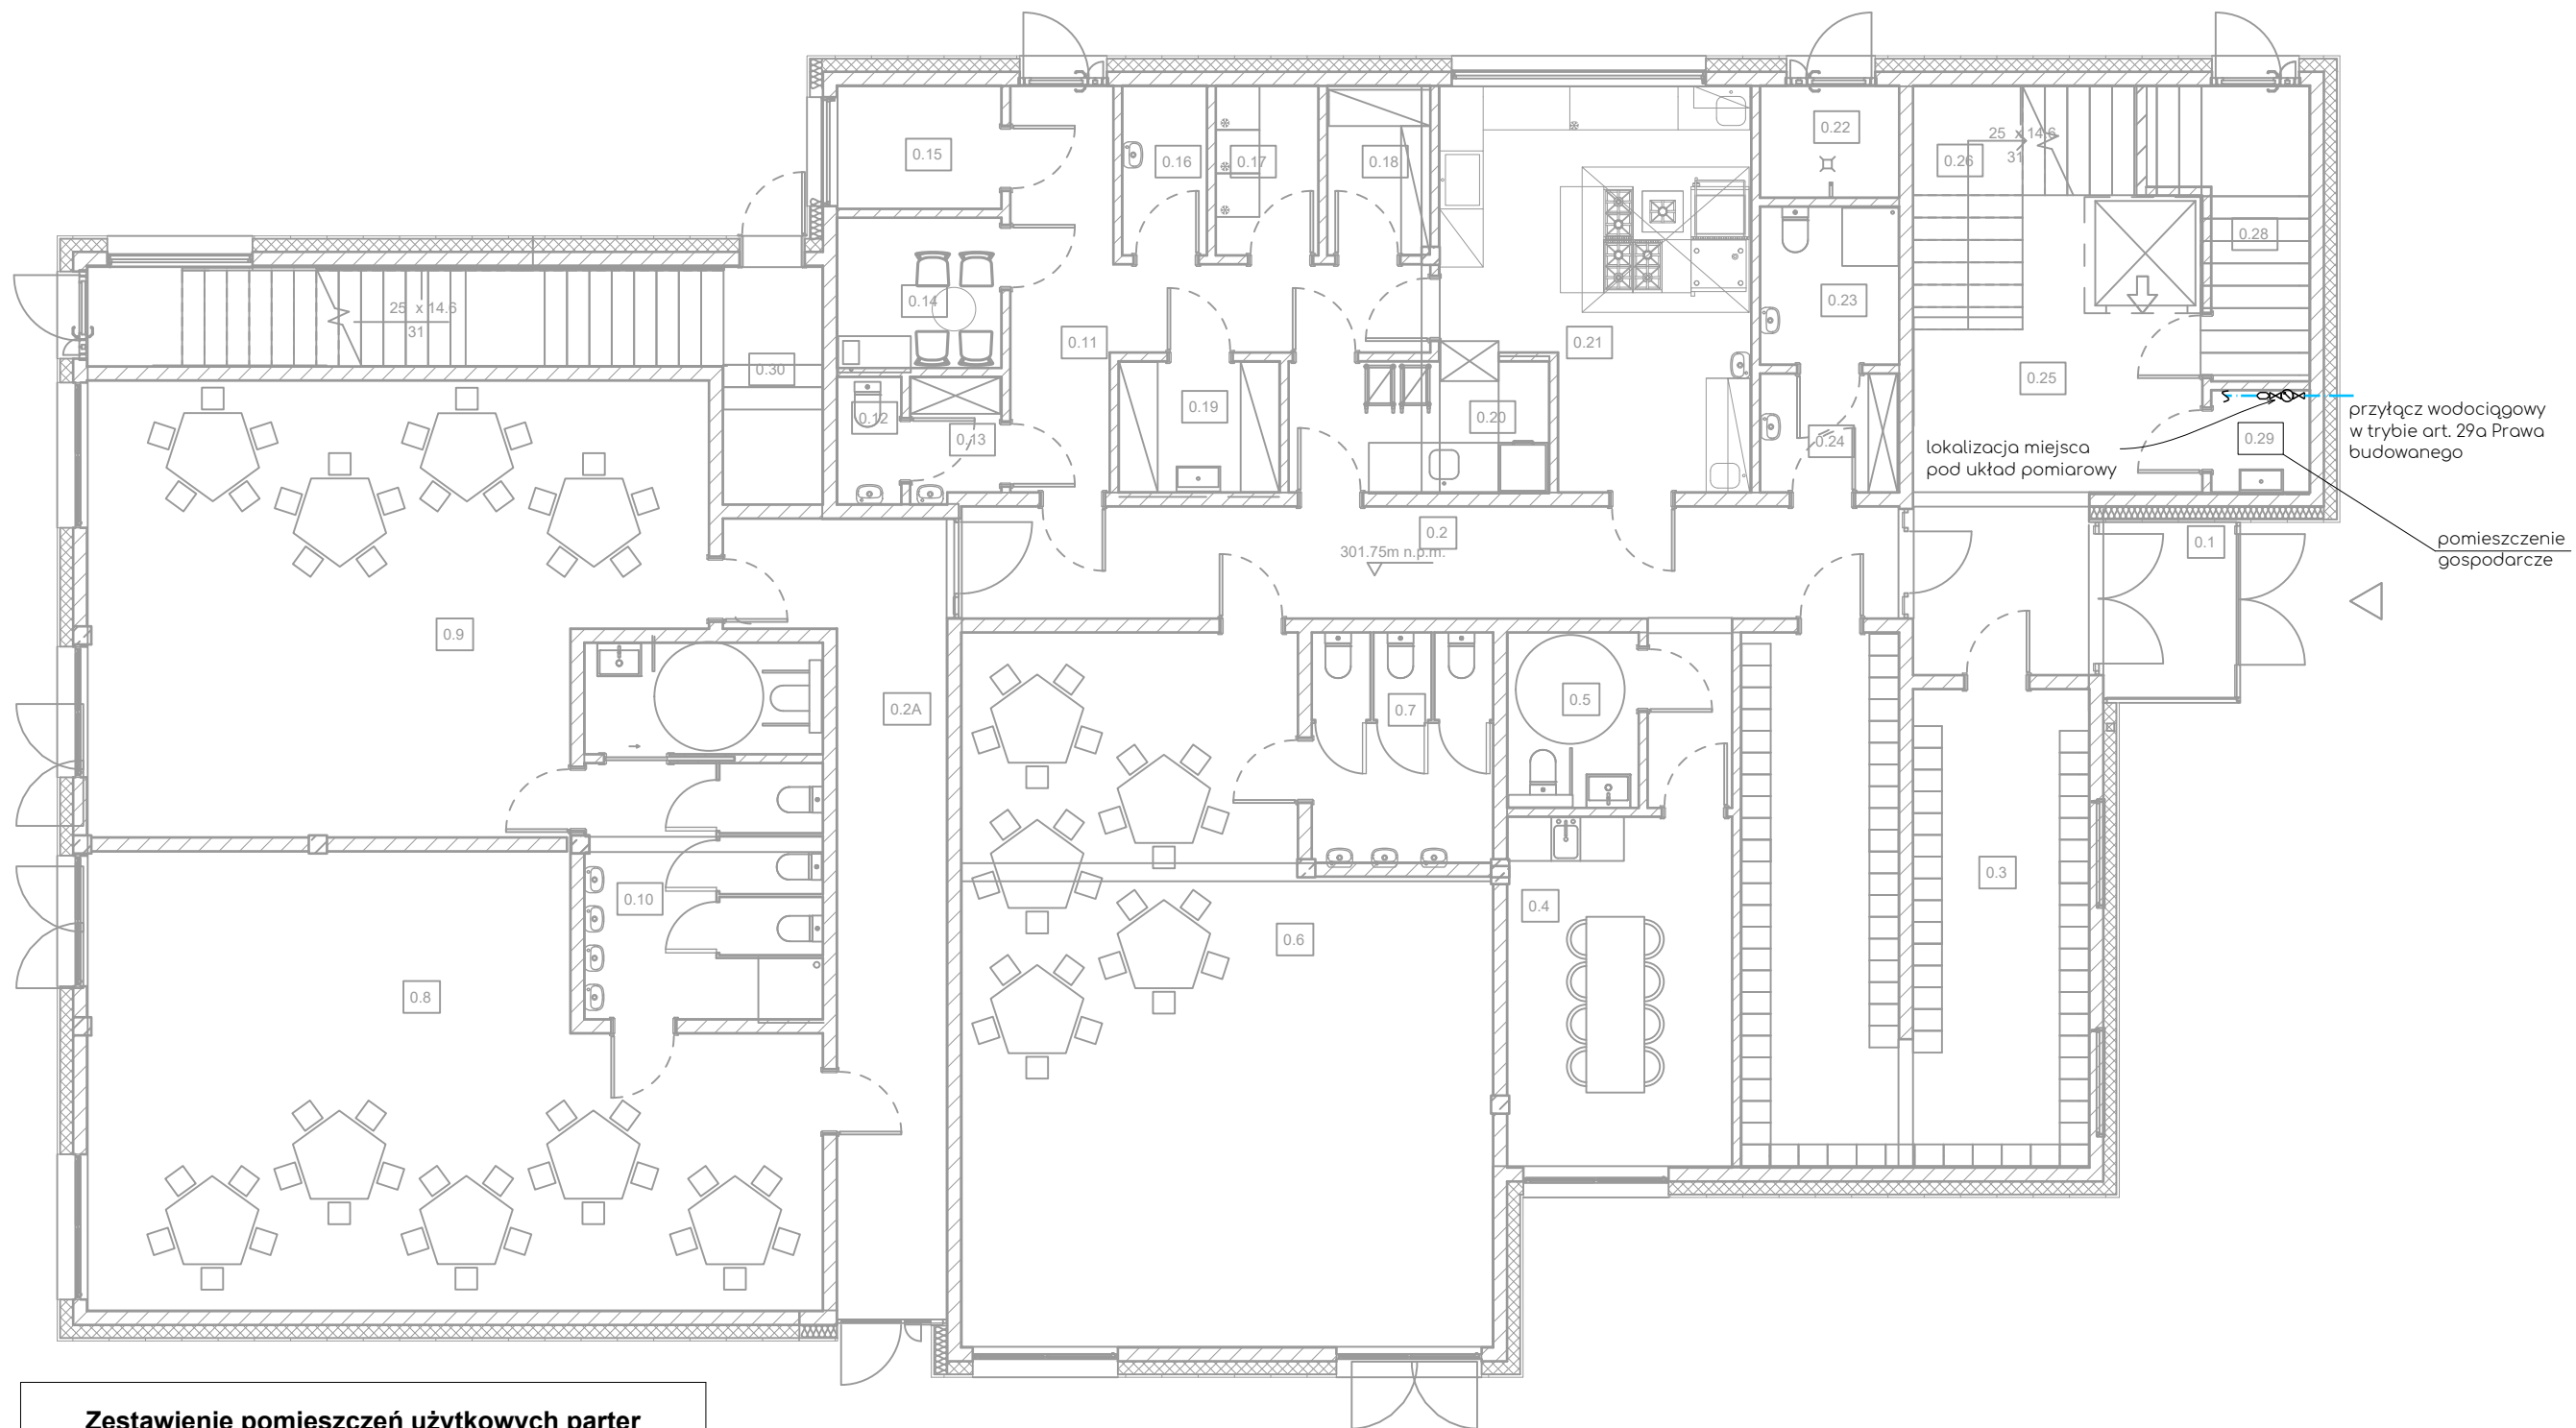 0.15
0.16
0.17
0.18
0.22
25 x 14.6
31
0.26
0.28
0.14
25 x 14.6
31
0.30
0.11
0.21
0.23
0.25
0.12
0.13
0.19
0.20
0.24
0.29
przyłącz wodociągowy
w trybie art. 29a Prawa
budowanego
lokalizacja miejsca
pod układ pomiarowy
0.2
301.75m n.p.m.
0.1
pomieszczenie
gospodarcze
0.9
0.2A
0.7
0.5
0.3
0.10
0.4
0.6
0.8
Zestawienie pomieszczeń użytkowych parter